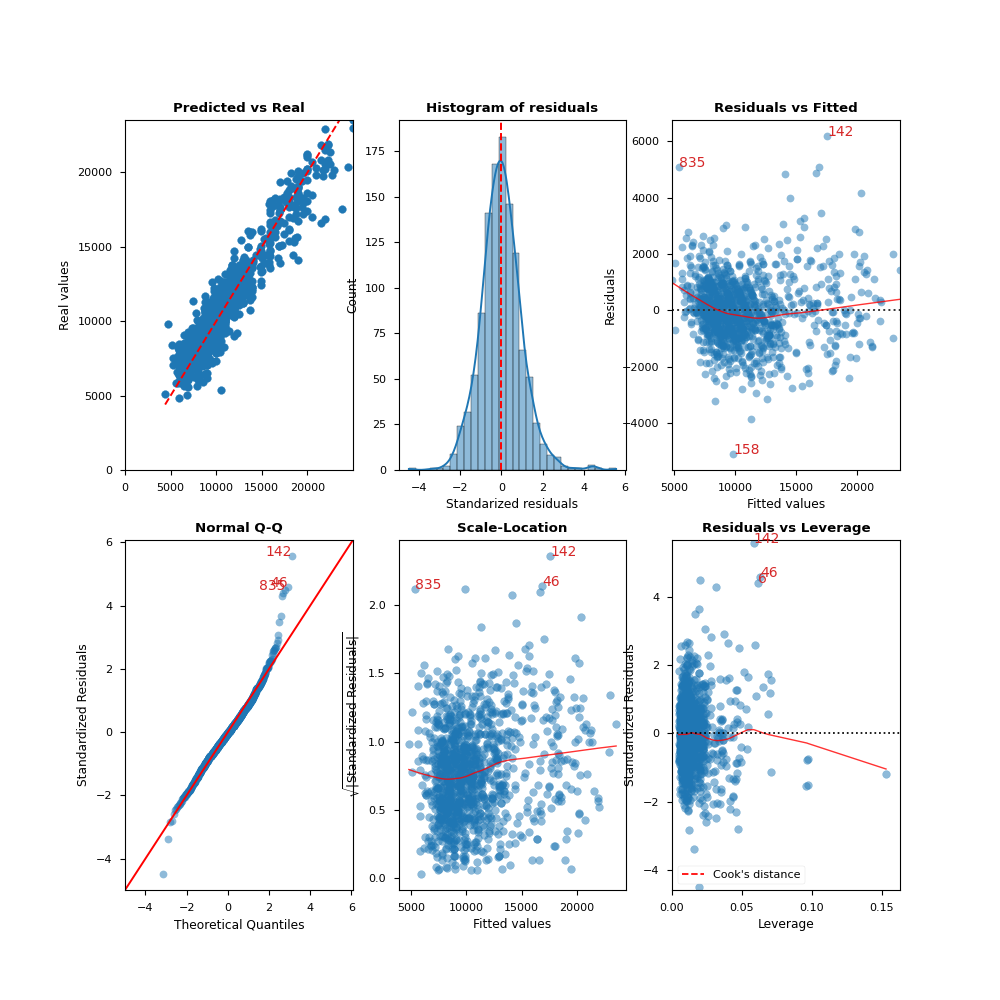 Predicted vs Real
Real values
20000
15000
10000
5000
0
0 5000 10000 15000 20000
Histogram of residuals
Count
175
150
125
100
75
50
25
0
−4 −2 0 2 4 6
Standarized residuals
Residuals vs Fitted
Residuals
6000
4000
2000
0
−2000
−4000
142
835
158
5000 10000 15000 20000
Fitted values
Normal Q-Q
Standardized Residuals
6
4
2
0
−2
−4
142
46
835
−4 −2 0 2 4 6
Theoretical Quantiles
Scale-Location
√|Standardized Residuals|
2.0
1.5
1.0
0.5
0.0
142
835
46
5000 10000 15000 20000
Fitted values
Residuals vs Leverage
Standardized Residuals
4
2
0
−2
−4
142
46
6
Cook's distance
0.00 0.05 0.10 0.15
Leverage